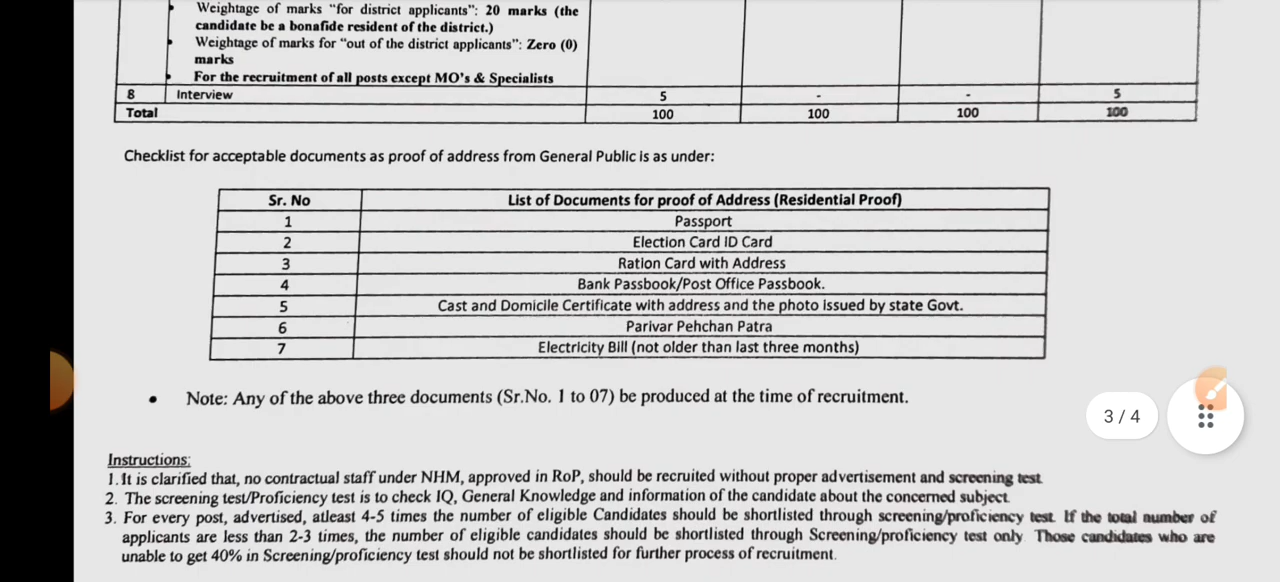 Weightage of marks "for district applicants": 20 marks (the
candidate be a bonafide resident of the district.)
Weightage of marks for "out of the district applicants": Zero (0)
marks
For the recruitment of all posts except MO's & Specialists
8 Interview 5 - - 5
Total 100 100 100 100
Checklist for acceptable documents as proof of address from General Public is as under:
Sr. No List of Documents for proof of Address (Residential Proof)
1 Passport
2 Election Card ID Card
3 Ration Card with Address
4 Bank Passbook/Post Office Passbook.
5 Cast and Domicile Certificate with address and the photo issued by state Govt.
6 Parivar Pehchan Patra
7 Electricity Bill (not older than last three months)
• Note: Any of the above three documents (Sr.No. 1 to 07) be produced at the time of recruitment.
3 / 4
Instructions:
1. It is clarified that, no contractual staff under NHM, approved in RoP, should be recruited without proper advertisement and screening test.
2. The screening test/Proficiency test is to check IQ, General Knowledge and information of the candidate about the concerned subject.
3. For every post, advertised, atleast 4-5 times the number of eligible Candidates should be shortlisted through screening/proficiency test. If the total number of
applicants are less than 2-3 times, the number of eligible candidates should be shortlisted through Screening/proficiency test only. Those candidates who are
unable to get 40% in Screening/proficiency test should not be shortlisted for further process of recruitment.